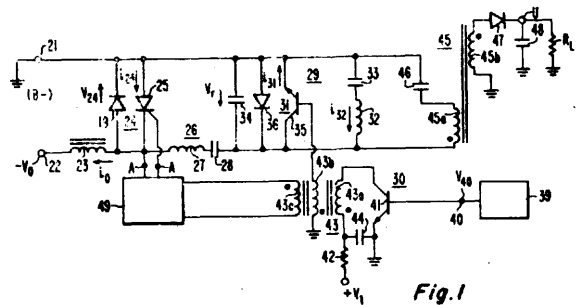 21
(B-)
-V₀
22
23
i₀
V₂₄
13
i₂₄
25
24
A
A
49
26
27
28
Vᵣ
34
36
i₃₁
31
29
35
33
i₃₂
32
46
45
45a
45b
47
U
48
R_L
43c
43b
43a
43
44
42
+V₁
30
41
V₄₀
40
39
Fig.1